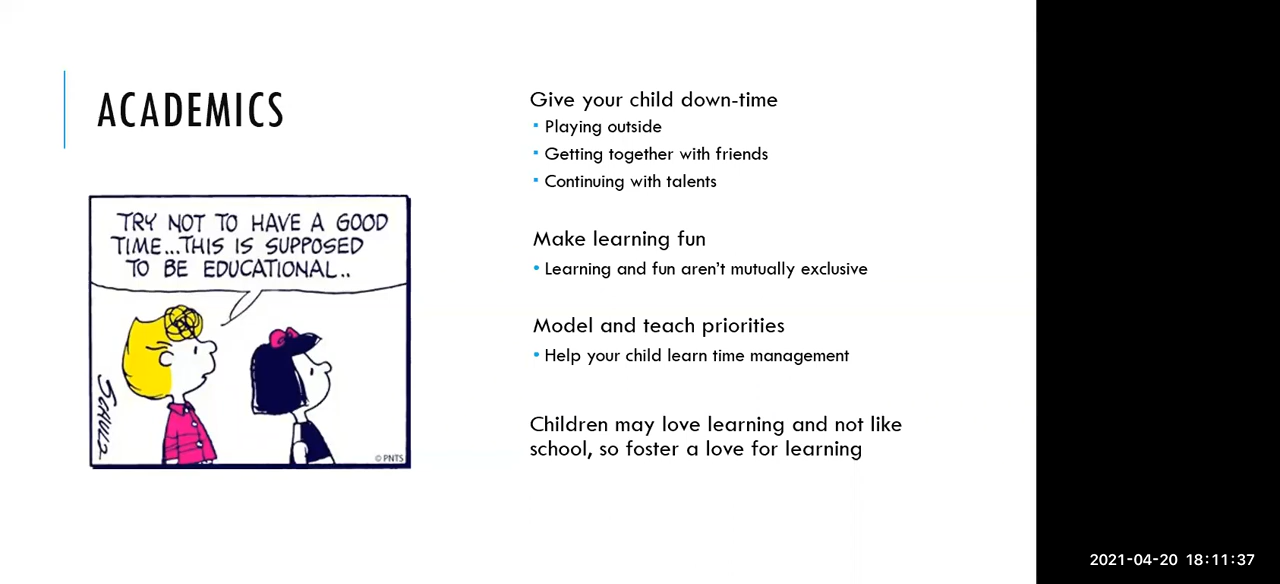 ACADEMICS
TRY NOT TO HAVE A GOOD
TIME...THIS IS SUPPOSED
TO BE EDUCATIONAL..
SCHULZ
© PNTS
Give your child down-time
▪ Playing outside
▪ Getting together with friends
▪ Continuing with talents
Make learning fun
• Learning and fun aren't mutually exclusive
Model and teach priorities
• Help your child learn time management
Children may love learning and not like
school, so foster a love for learning
2021-04-20 18:11:37